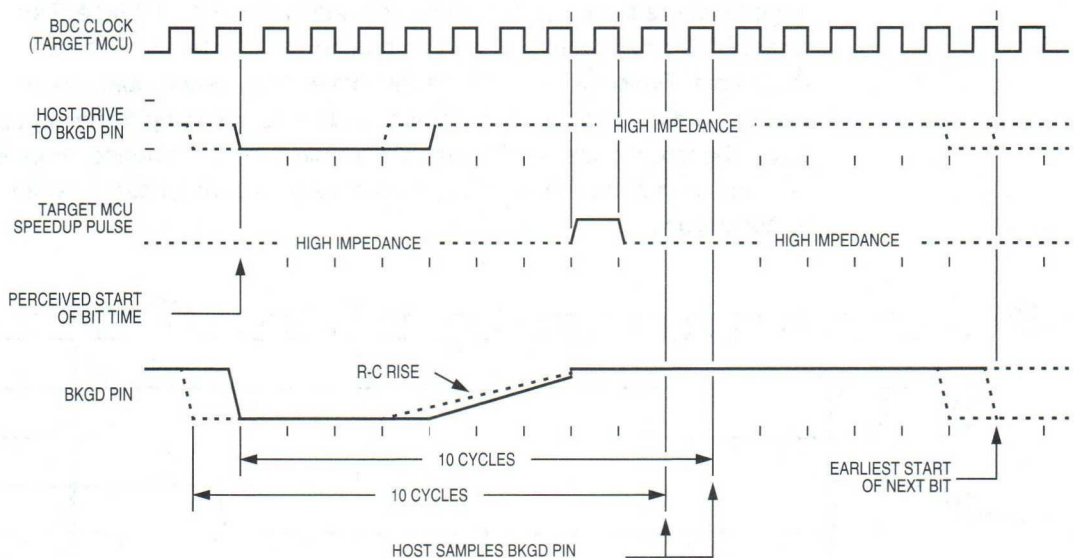 BDC CLOCK
(TARGET MCU)
HOST DRIVE
TO BKGD PIN
HIGH IMPEDANCE
TARGET MCU
SPEEDUP PULSE
HIGH IMPEDANCE
HIGH IMPEDANCE
PERCEIVED START
OF BIT TIME
R-C RISE
BKGD PIN
10 CYCLES
EARLIEST START
OF NEXT BIT
10 CYCLES
HOST SAMPLES BKGD PIN